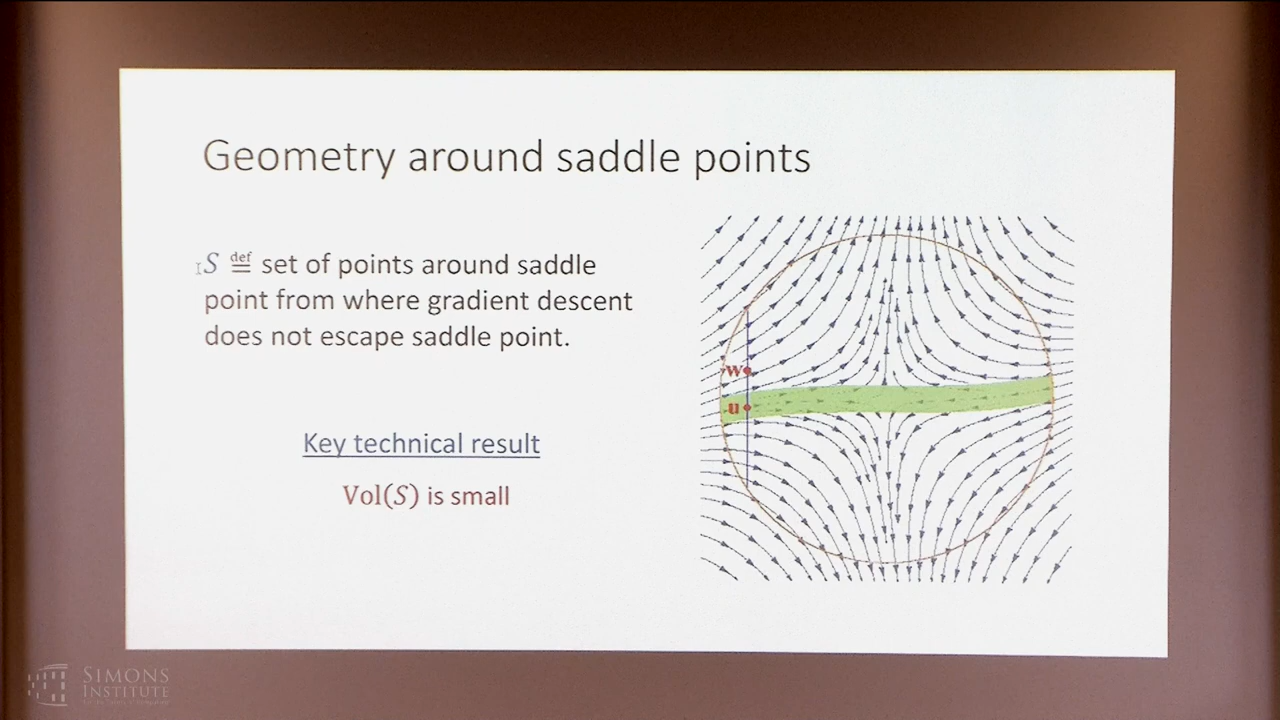 Geometry around saddle points
S ≝ set of points around saddle
point from where gradient descent
does not escape saddle point.
w
u
Key technical result
Vol(S) is small
SIMONS
INSTITUTE